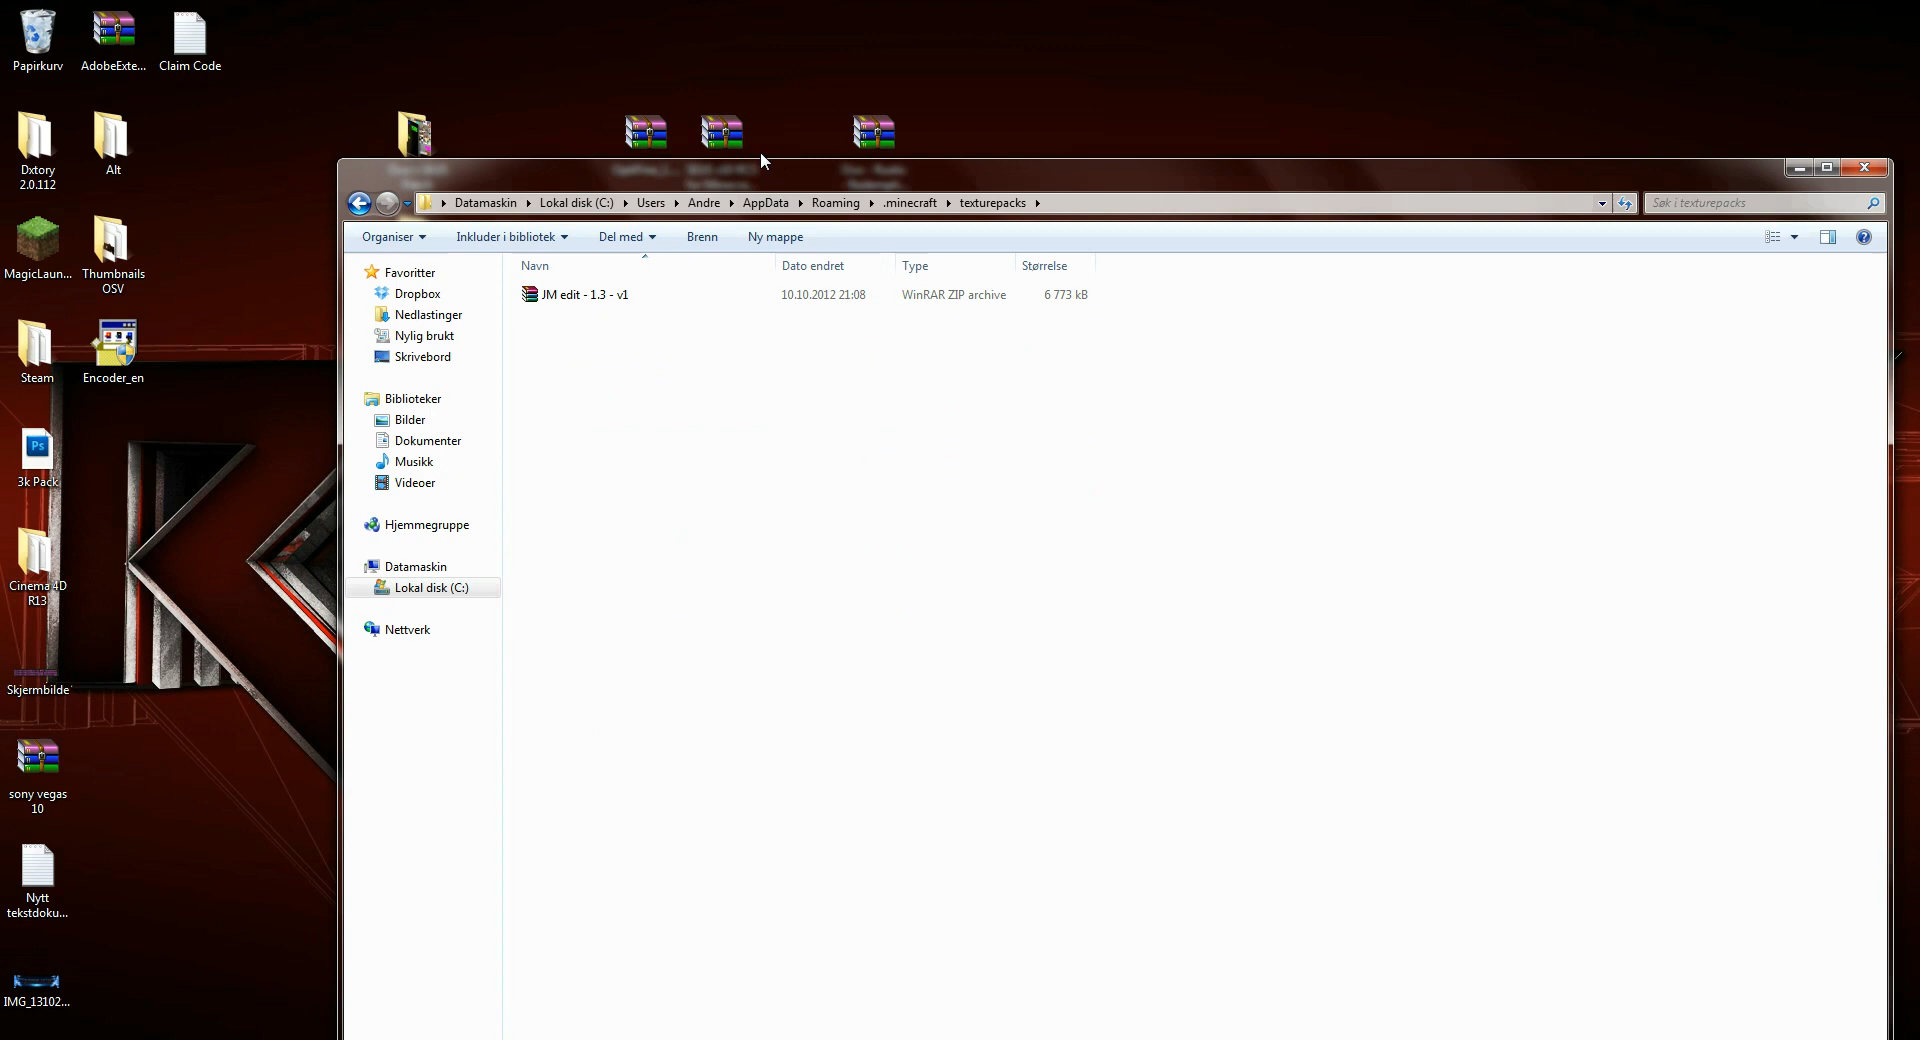 Papirkurv
AdobeExte...
Claim Code
Dxtory
2.0.112
Alt
MagicLaun...
Thumbnails
OSV
Steam
Encoder_en
Ps
3k Pack
Cinema 4D
R13
Skjermbilde
sony vegas
10
Nytt
tekstdoku...
IMG_13102...
Datamaskin
Lokal disk (C:)
Users
Andre
AppData
Roaming
.minecraft
texturepacks
Søk i texturepacks
Organiser
Inkluder i bibliotek
Del med
Brenn
Ny mappe
Navn
Dato endret
Type
Størrelse
JM edit - 1.3 - v1
10.10.2012 21:08
WinRAR ZIP archive
6 773 kB
Favoritter
Dropbox
Nedlastinger
Nylig brukt
Skrivebord
Biblioteker
Bilder
Dokumenter
Musikk
Videoer
Hjemmegruppe
Datamaskin
Lokal disk (C:)
Nettverk